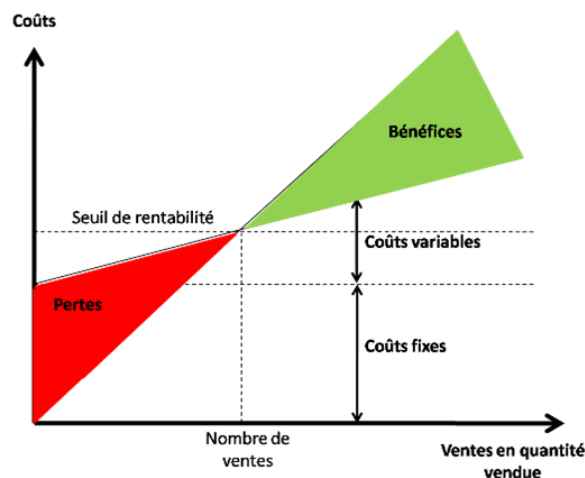 Coûts
Bénéfices
Seuil de rentabilité
Coûts variables
Pertes
Coûts fixes
Nombre de
ventes
Ventes en quantité
vendue